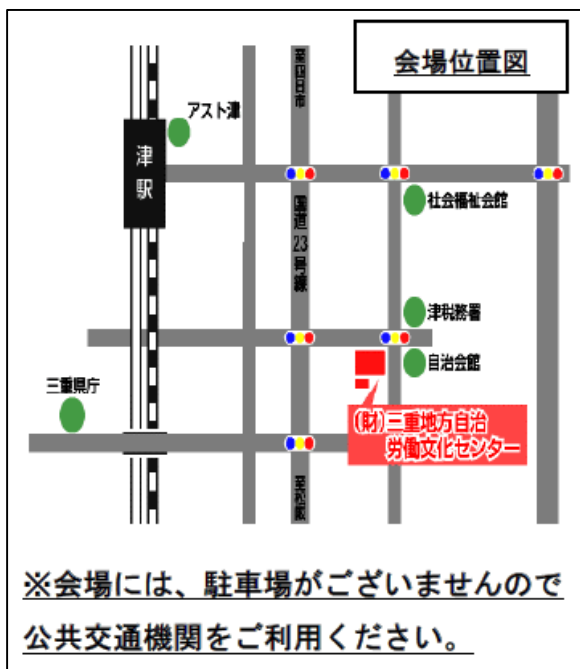 会場位置図
至四日市
アスト津
津駅
社会福祉会館
国道23号線
津税務署
自治会館
三重県庁
(財)三重地方自治
労働文化センター
至松阪
※会場には、駐車場がございませんので
公共交通機関をご利用ください。